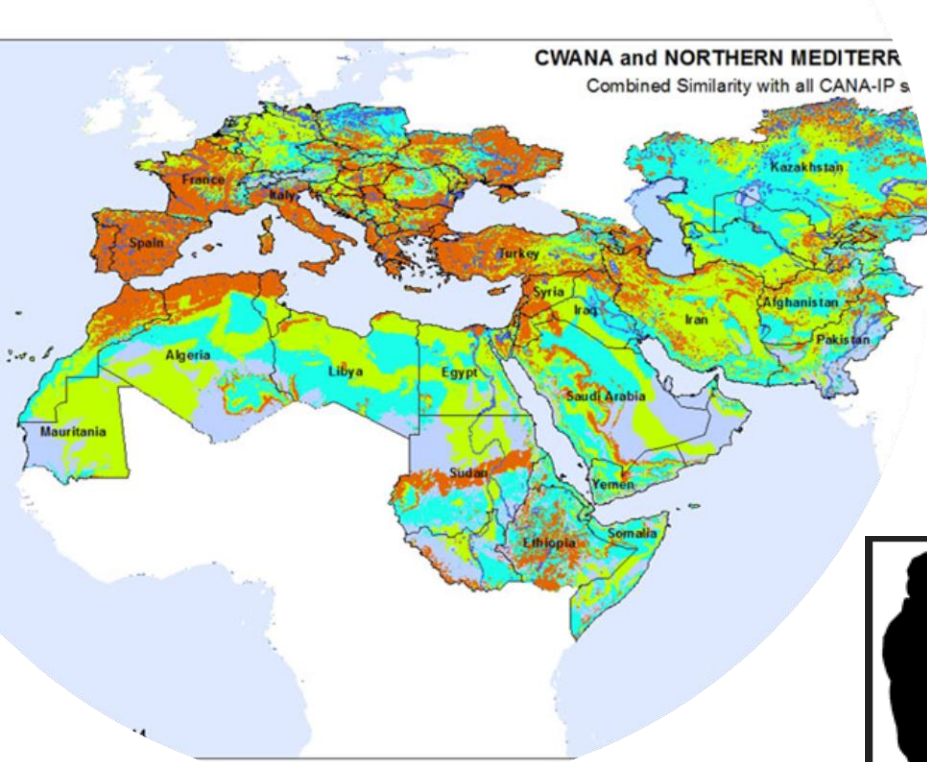 CWANA and NORTHERN MEDITERR
Combined Similarity with all CANA-IP s
Kazakhstan
France
Italy
Spain
Turkey
Syria
Iraq
Iran
Afghanistan
Pakistan
Algeria
Libya
Egypt
Saudi Arabia
Mauritania
Sudan
Yemen
Ethiopia
Somalia